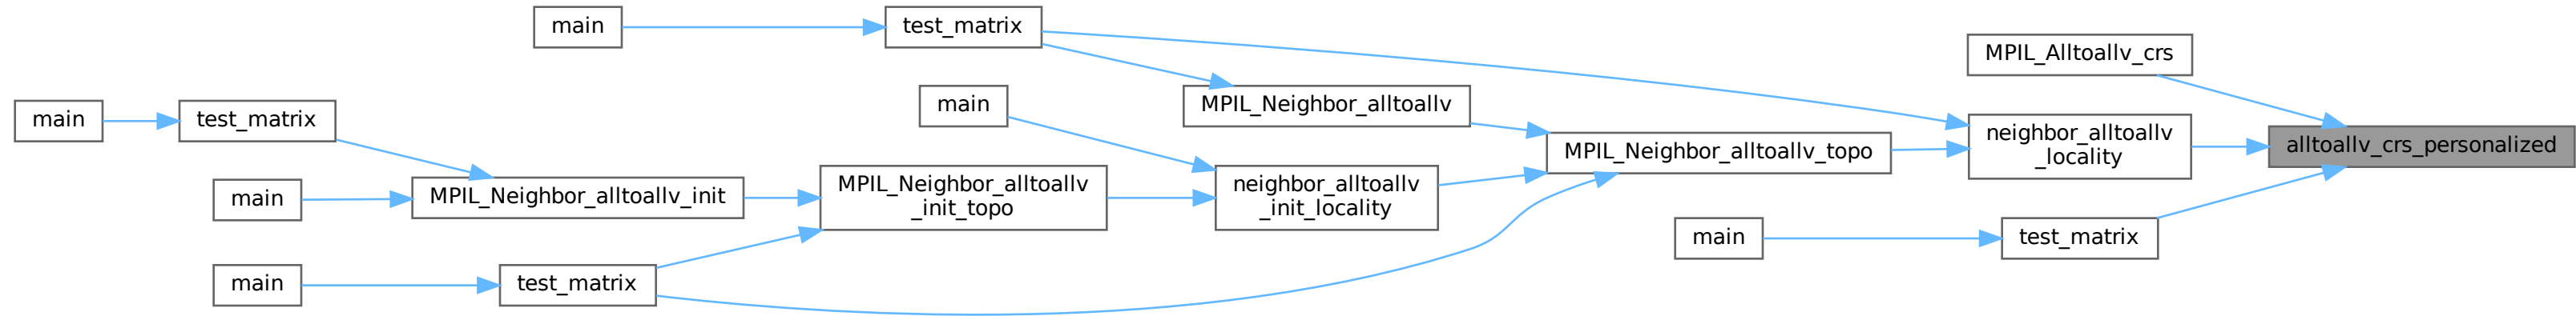 main
test_matrix
MPIL_Alltoallv_crs
main
MPIL_Neighbor_alltoallv
main
test_matrix
neighbor_alltoallv
_locality
alltoallv_crs_personalized
MPIL_Neighbor_alltoallv_topo
main
MPIL_Neighbor_alltoallv_init
MPIL_Neighbor_alltoallv
_init_topo
neighbor_alltoallv
_init_locality
main
test_matrix
main
test_matrix